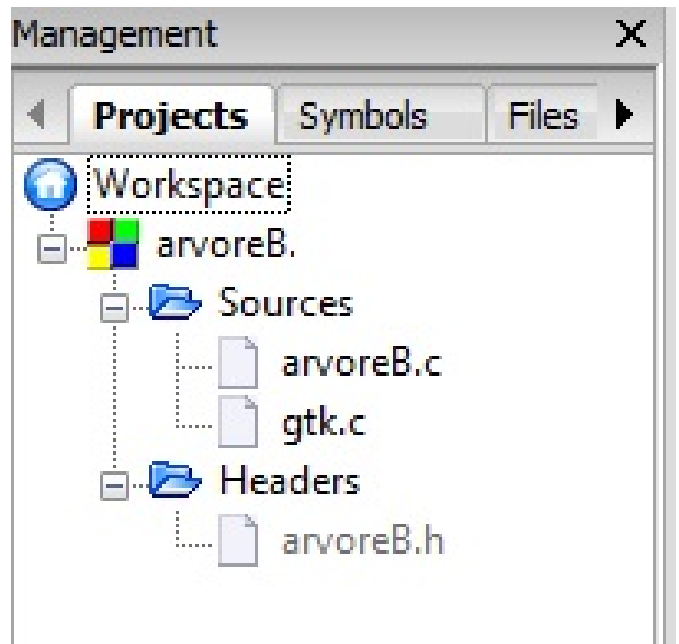 Management
Projects Symbols Files
Workspace
arvoreB.
Sources
arvoreB.c
gtk.c
Headers
arvoreB.h